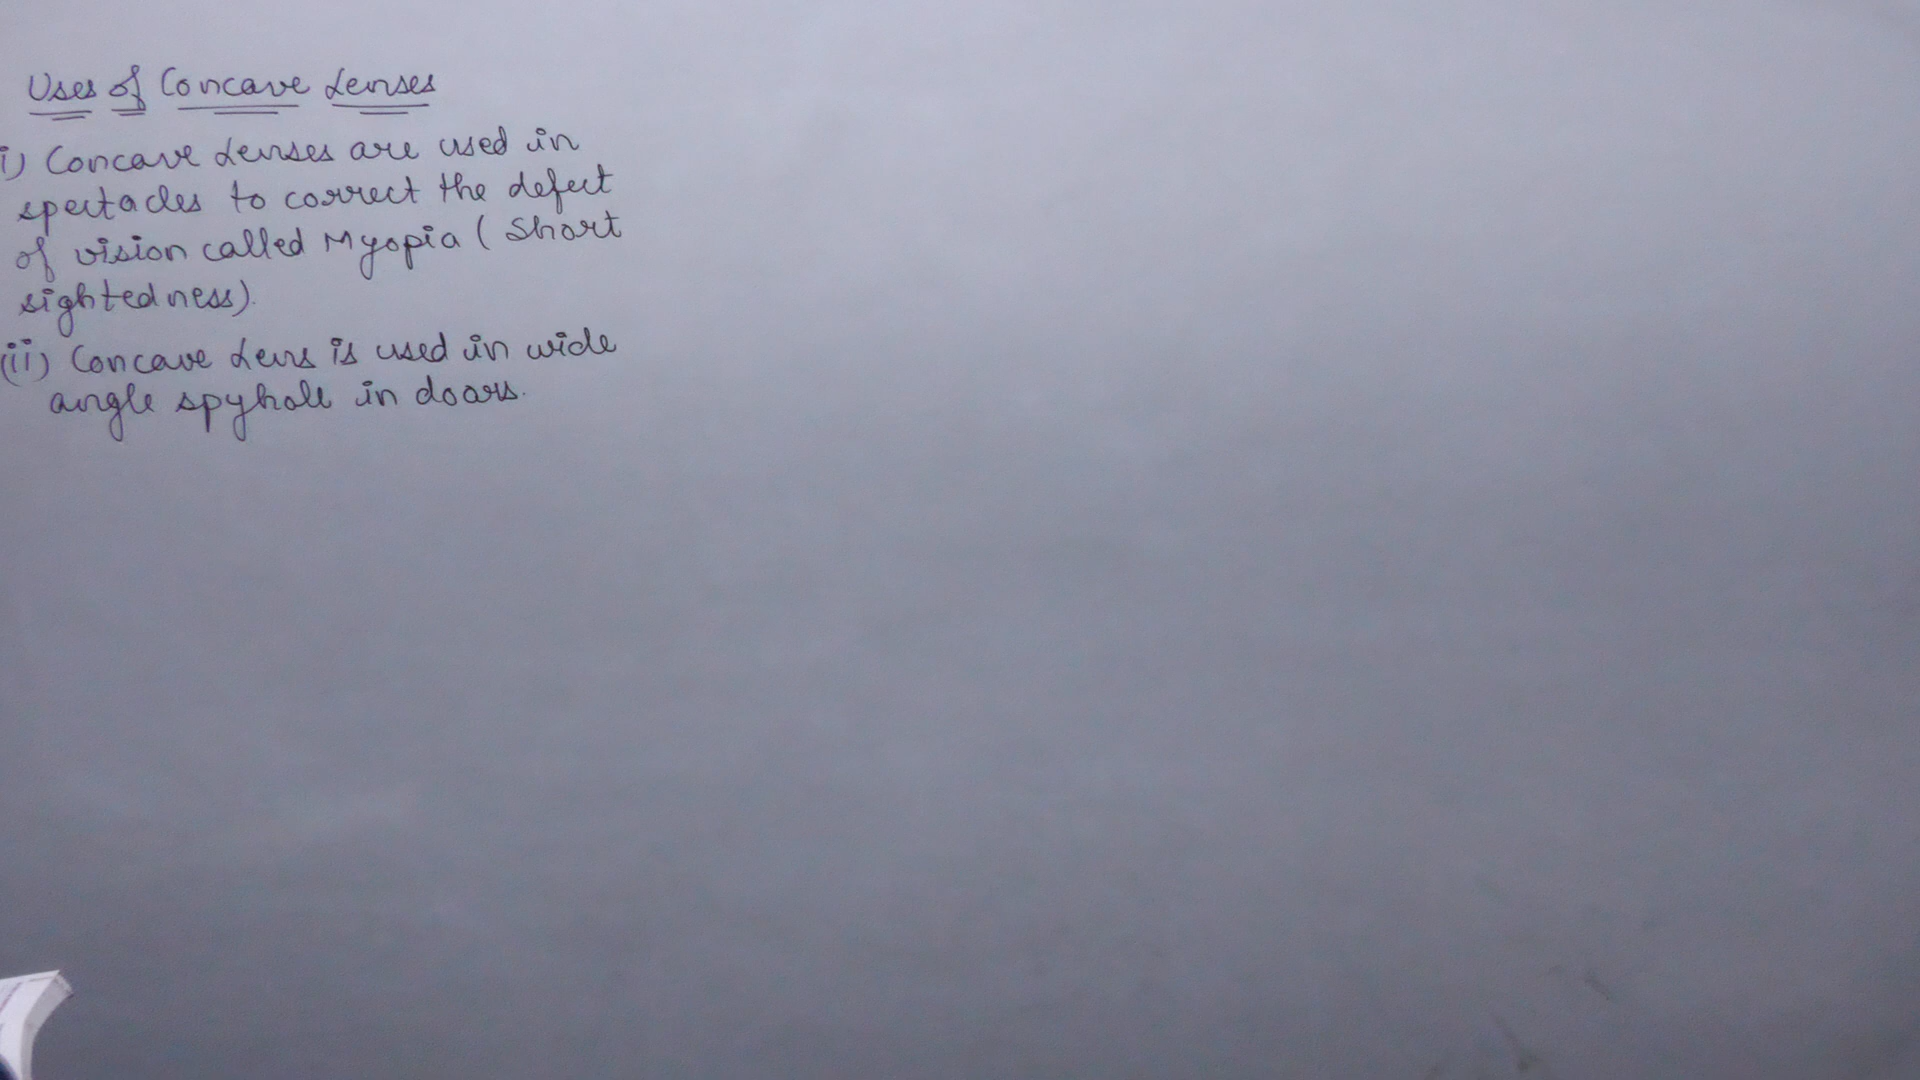 Uses of Concave Lenses
i) Concave Lenses are used in
spectacles to correct the defect
of vision called Myopia ( Short
sightedness).
(ii) Concave Lens is used in wide
angle spyhole in doors.